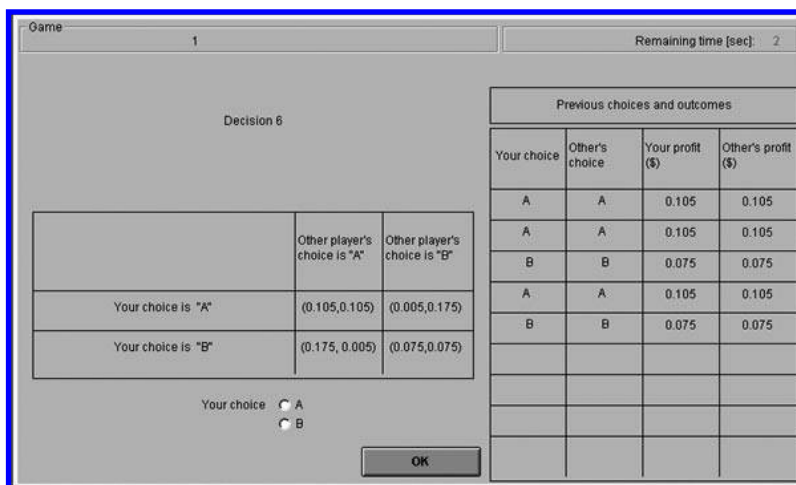 Game
1
Remaining time [sec]: 2
Decision 6
Previous choices and outcomes
Your choice
Other's
choice
Your profit
($)
Other's profit
($)
A A 0.105 0.105
A A 0.105 0.105
B B 0.075 0.075
A A 0.105 0.105
B B 0.075 0.075
Other player's
choice is "A"
Other player's
choice is "B"
Your choice is "A" (0.105,0.105) (0.005,0.175)
Your choice is "B" (0.175, 0.005) (0.075,0.075)
Your choice A
B
OK